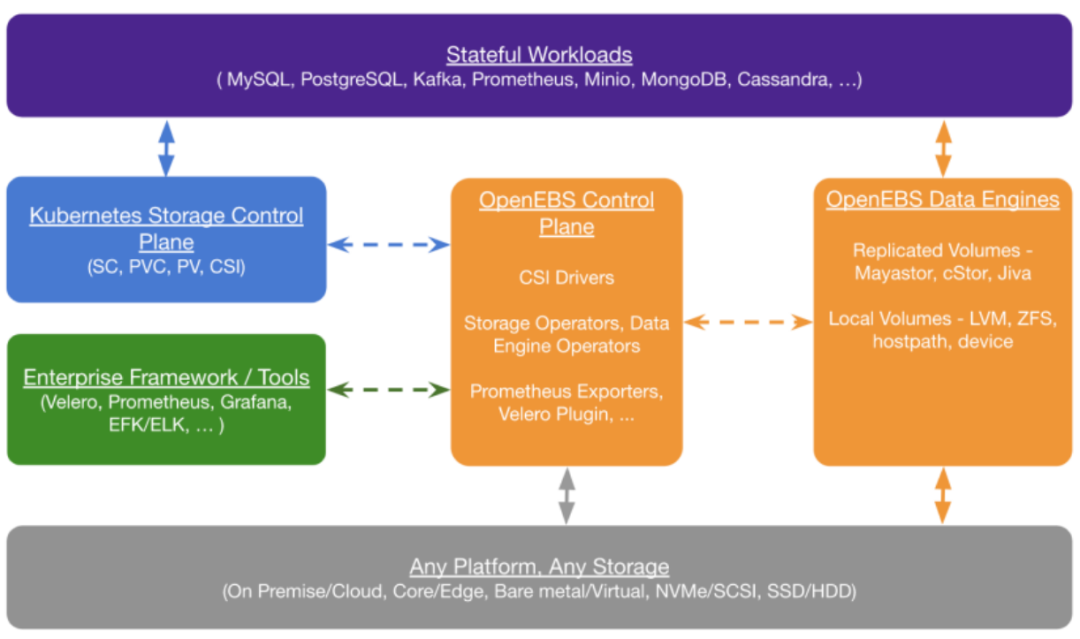 Stateful Workloads
( MySQL, PostgreSQL, Kafka, Prometheus, Minio, MongoDB, Cassandra, …)
Kubernetes Storage Control
Plane
(SC, PVC, PV, CSI)
Enterprise Framework / Tools
(Velero, Prometheus, Grafana,
EFK/ELK, … )
OpenEBS Control
Plane
CSI Drivers
Storage Operators, Data
Engine Operators
Prometheus Exporters,
Velero Plugin, ...
OpenEBS Data Engines
Replicated Volumes -
Mayastor, cStor, Jiva
Local Volumes - LVM, ZFS,
hostpath, device
Any Platform, Any Storage
(On Premise/Cloud, Core/Edge, Bare metal/Virtual, NVMe/SCSI, SSD/HDD)